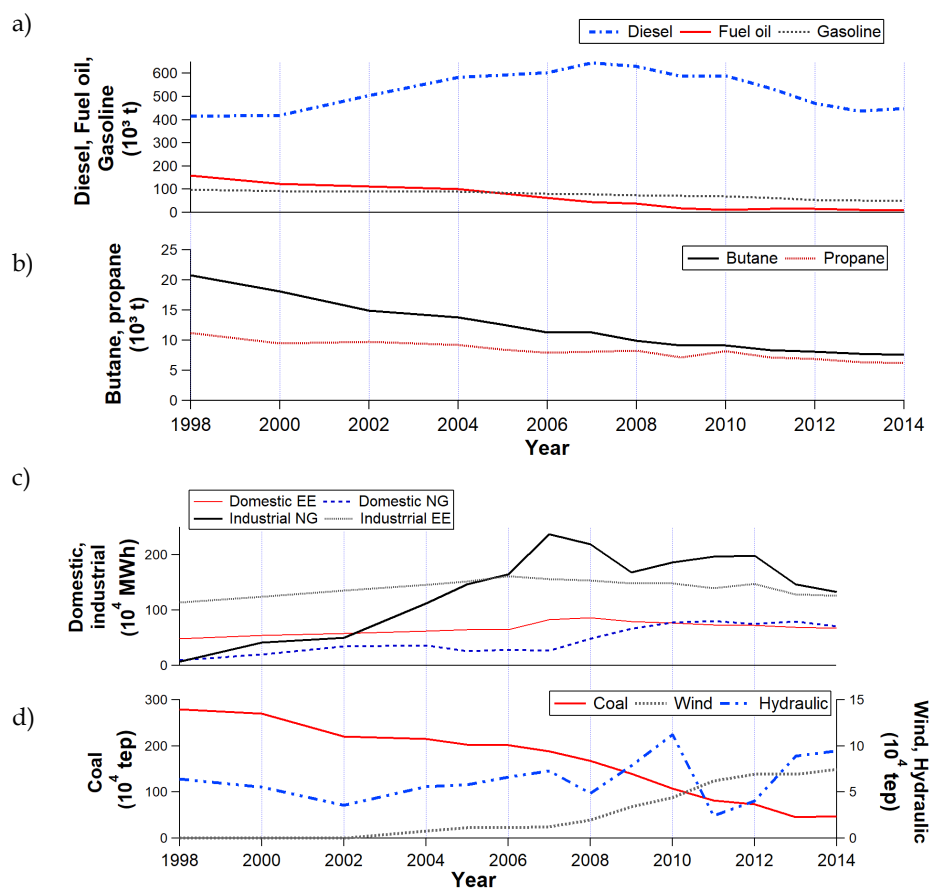 a)
Diesel Fuel oil Gasoline
Diesel, Fuel oil,
Gasoline
(10³ t)
600
500
400
300
200
100
0
b)
Butane Propane
Butane, propane
(10³ t)
25
20
15
10
5
0
1998 2000 2002 2004 2006 2008 2010 2012 2014
Year
c)
Domestic EE Domestic NG
Industrial NG Industrrial EE
Domestic,
industrial
(10⁴ MWh)
200
100
0
d)
Coal Wind Hydraulic
Coal
(10⁴ tep)
300
200
100
0
15
10
5
0
Wind, Hydraulic
(10⁴ tep)
1998 2000 2002 2004 2006 2008 2010 2012 2014
Year